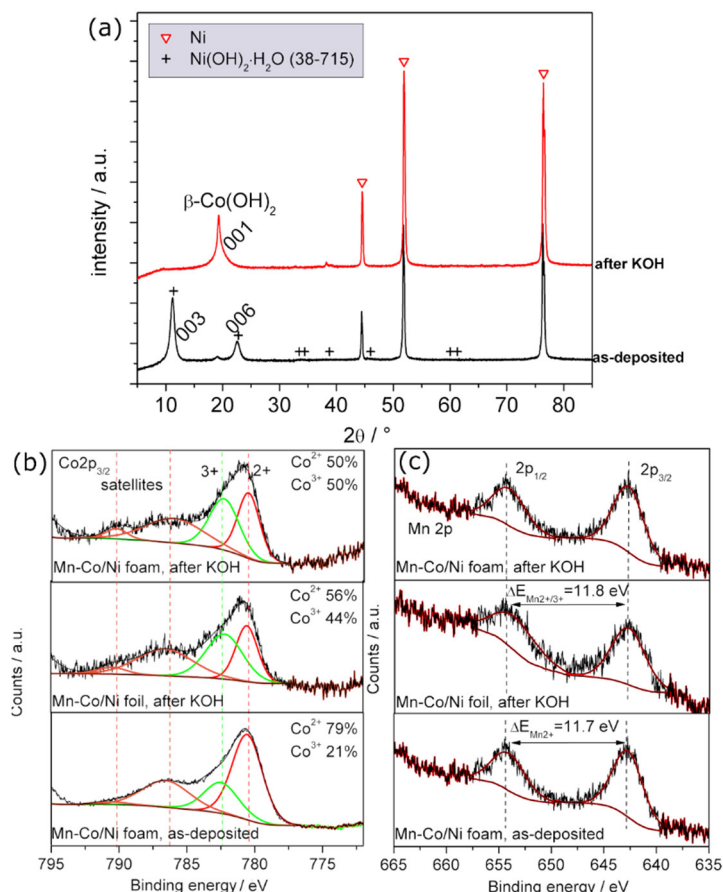 (a)
▽ Ni
+ Ni(OH)₂·H₂O (38-715)
β-Co(OH)₂
001
after KOH
003
006
as-deposited
intensity / a.u.
10 20 30 40 50 60 70 80
2θ / °
(b)
Co2p₃/₂
3+
2+
Co²⁺ 50%
Co³⁺ 50%
satellites
Mn-Co/Ni foam, after KOH
Co²⁺ 56%
Co³⁺ 44%
Mn-Co/Ni foil, after KOH
Co²⁺ 79%
Co³⁺ 21%
Mn-Co/Ni foam, as-deposited
Counts / a.u.
795 790 785 780 775
Binding energy / eV
(c)
2p₁/₂
2p₃/₂
Mn 2p
Mn-Co/Ni foam, after KOH
ΔE Mn2+/3+=11.8 eV
Mn-Co/Ni foil, after KOH
ΔE Mn2+=11.7 eV
Mn-Co/Ni foam, as-deposited
Counts / a.u.
665 660 655 650 645 640 635
Binding energy / eV